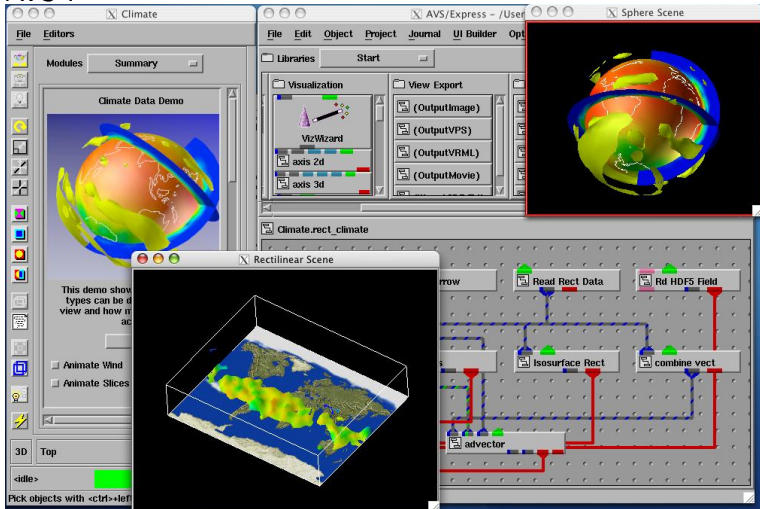 Climate
File Editors
Modules Summary
Climate Data Demo
This demo show
types can be d
view and how m
ac
Animate Wind
Animate Slices
3D Top
<idle>
Pick objects with <ctrl>+left
AVS/Express - /User
File Edit Object Project Journal UI Builder Opt
Libraries Start
Visualization
VizWizard
axis 2d
axis 3d
View Export
(OutputImage)
(OutputVPS)
(OutputVRML)
(OutputMovie)
Climate.rect_climate
rrow
Read Rect Data
Rd HDF5 Field
s
Isosurface Rect
combine vect
advector
Sphere Scene
Rectilinear Scene